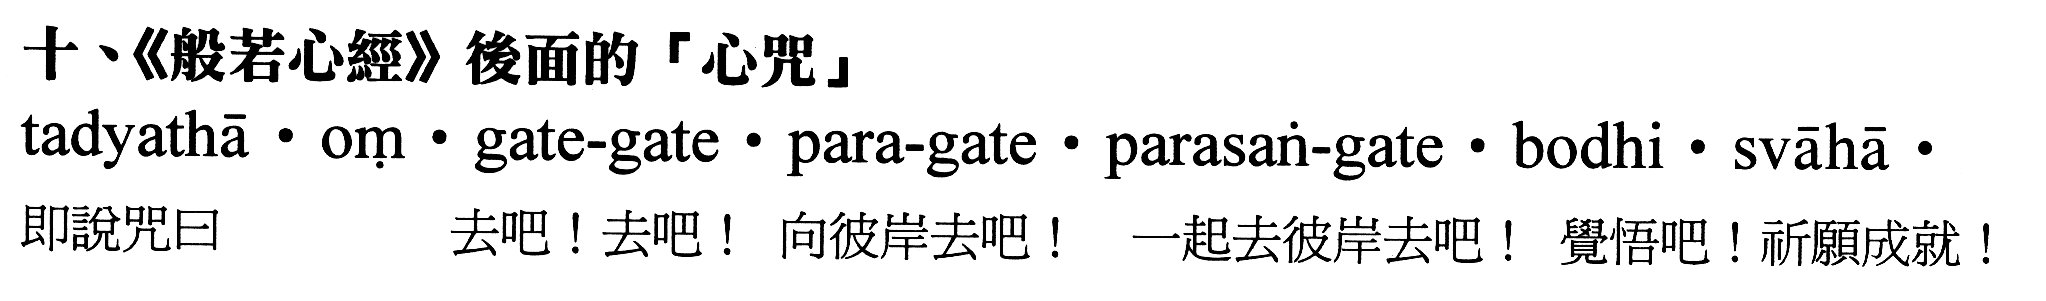 十、《般若心經》後面的「心咒」
tadyathā・oṃ・gate-gate・para-gate・parasaṅ-gate・bodhi・svāhā・
即說咒曰 去吧！去吧！ 向彼岸去吧！ 一起去彼岸去吧！ 覺悟吧！祈願成就！